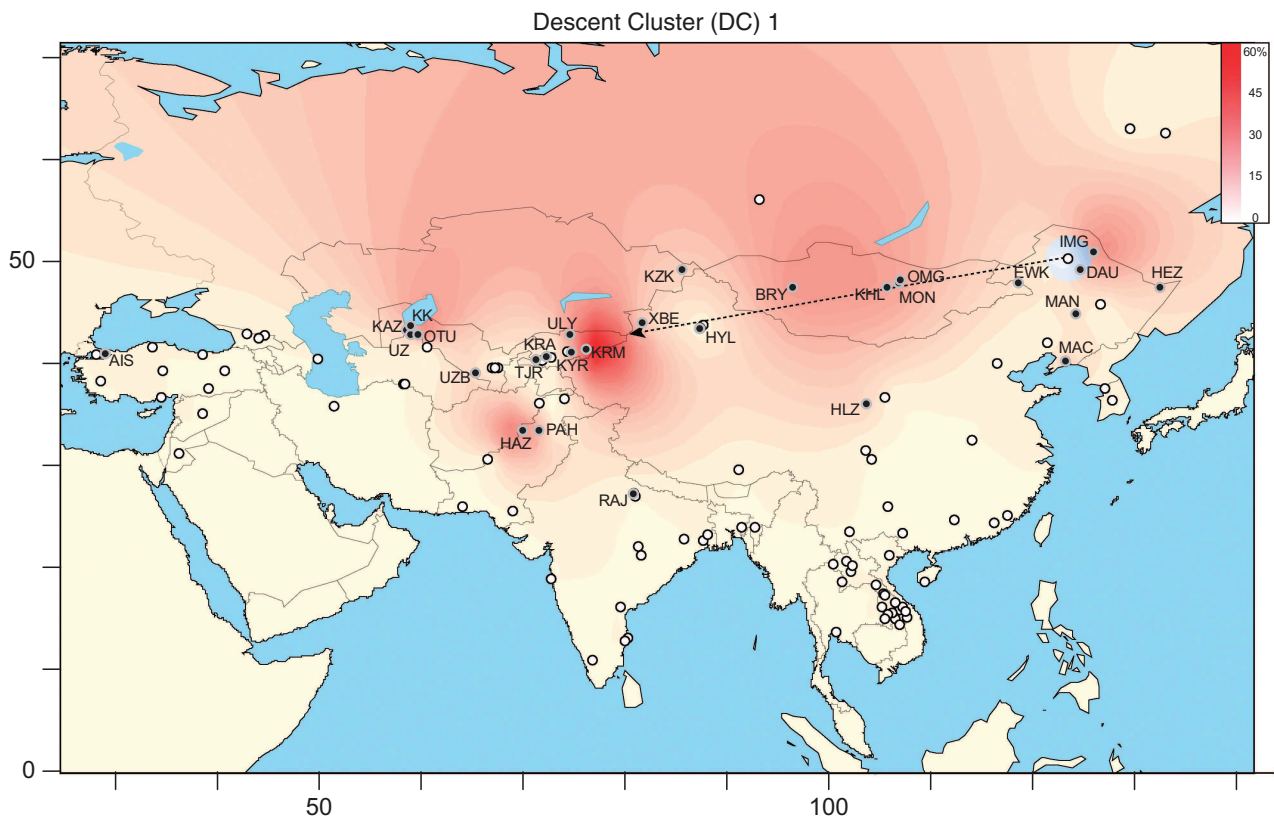 Descent Cluster (DC) 1
60%
45
30
15
0
50
0
50
100
IMG
DAU
HEZ
EWK
MAN
MAC
OMG
MON
KHL
BRY
KZK
XBE
HYL
HLZ
ULY
KRA
KRM
KYR
TJR
UZB
KK
KAZ
OTU
UZ
AIS
HAZ
PAH
RAJ